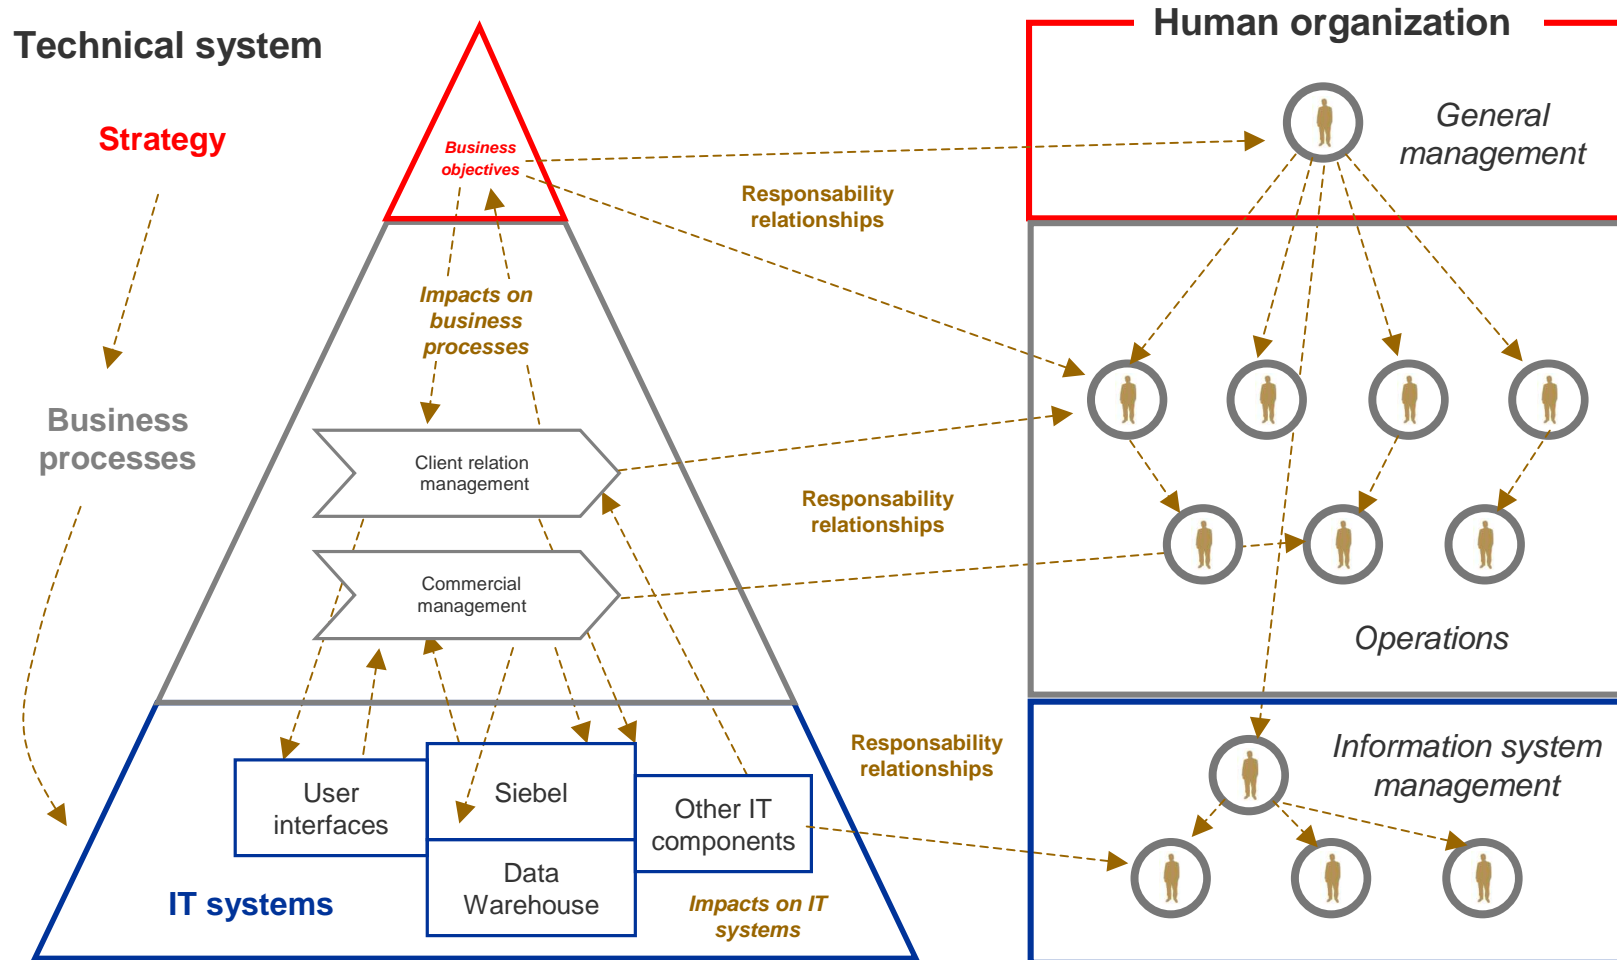 Technical system
Human organization
Strategy
Business
objectives
General
management
Responsability
relationships
Impacts on
business
processes
Business
processes
Client relation
management
Responsability
relationships
Commercial
management
Operations
Responsability
relationships
Information system
management
User
interfaces
Siebel
Other IT
components
Data
Warehouse
IT systems
Impacts on IT
systems